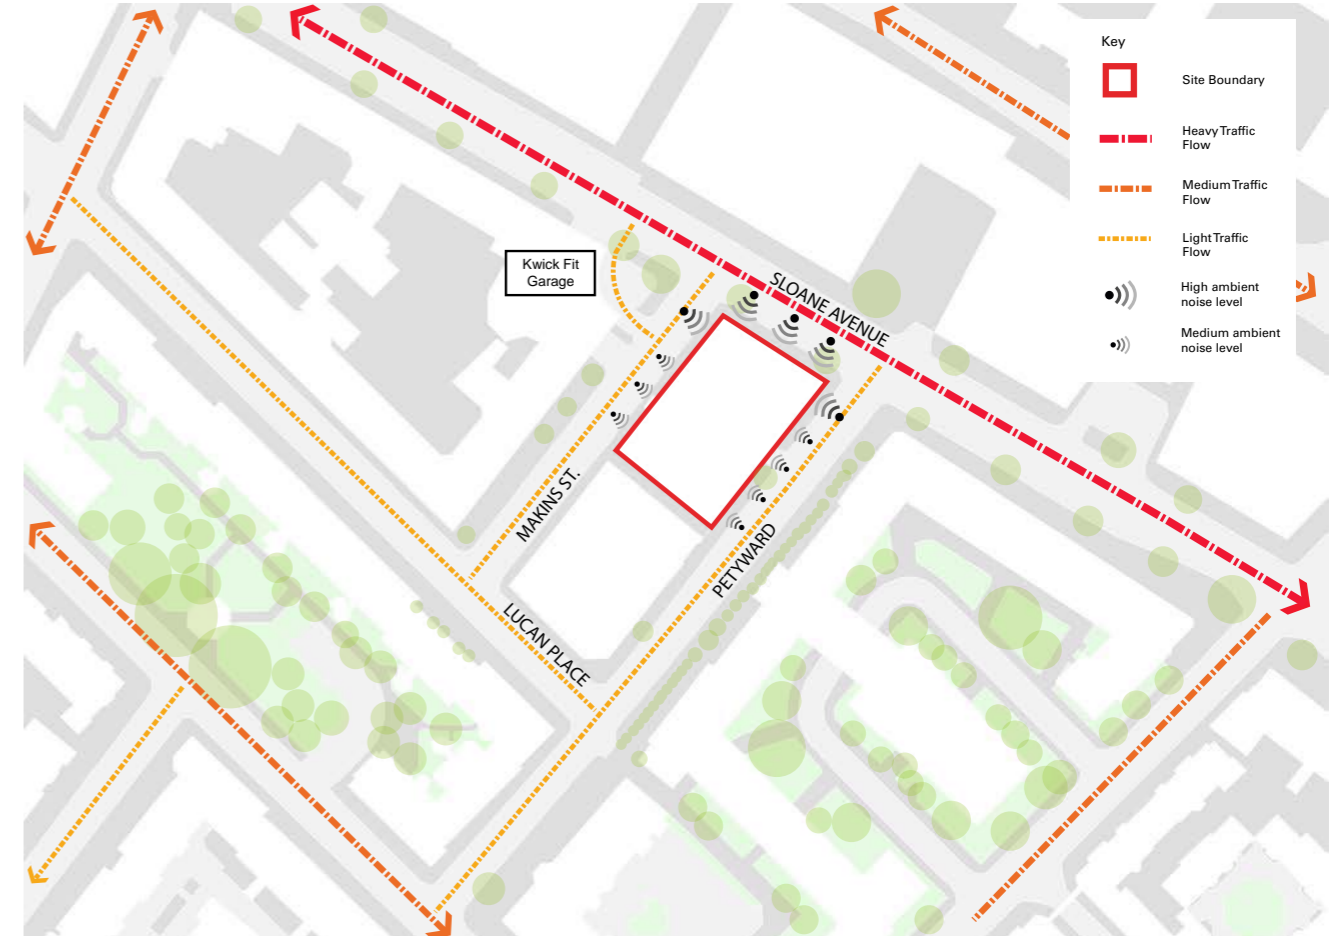 Key
Site Boundary
Heavy Traffic
Flow
Medium Traffic
Flow
Light Traffic
Flow
High ambient
noise level
Medium ambient
noise level
Kwick Fit
Garage
SLOANE AVENUE
MAKINS ST.
PETYWARD
LUCAN PLACE